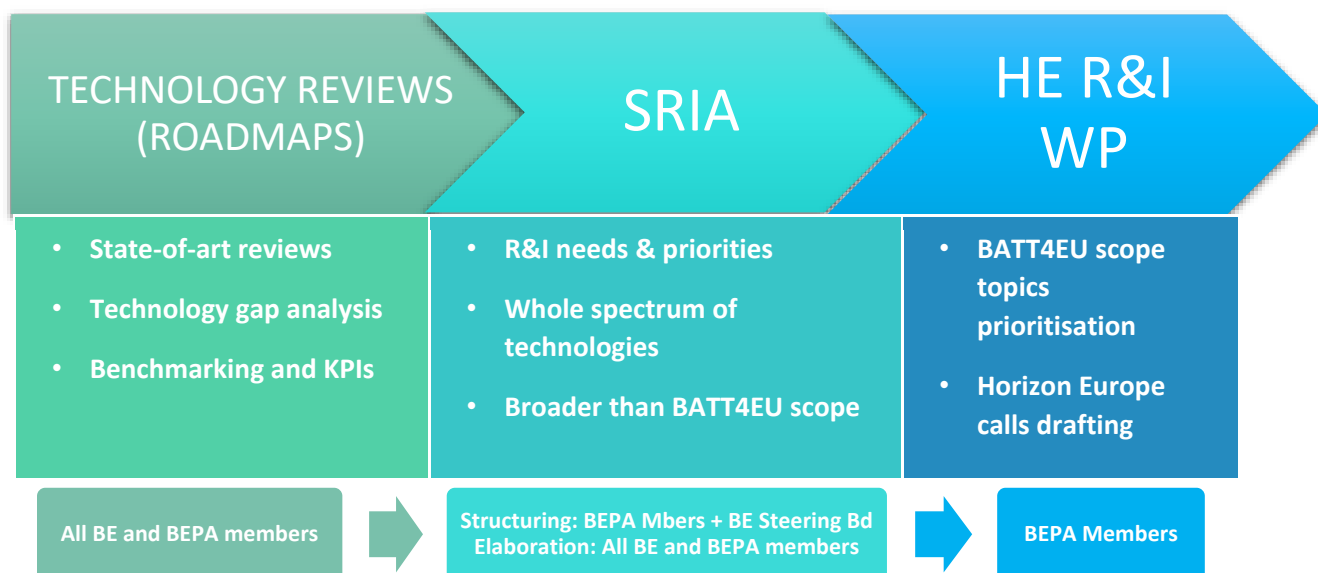 TECHNOLOGY REVIEWS
(ROADMAPS)
SRIA
HE R&I
WP
• State-of-art reviews
• Technology gap analysis
• Benchmarking and KPIs
• R&I needs & priorities
• Whole spectrum of
technologies
• Broader than BATT4EU scope
• BATT4EU scope
topics
prioritisation
• Horizon Europe
calls drafting
All BE and BEPA members
Structuring: BEPA Mbers + BE Steering Bd
Elaboration: All BE and BEPA members
BEPA Members